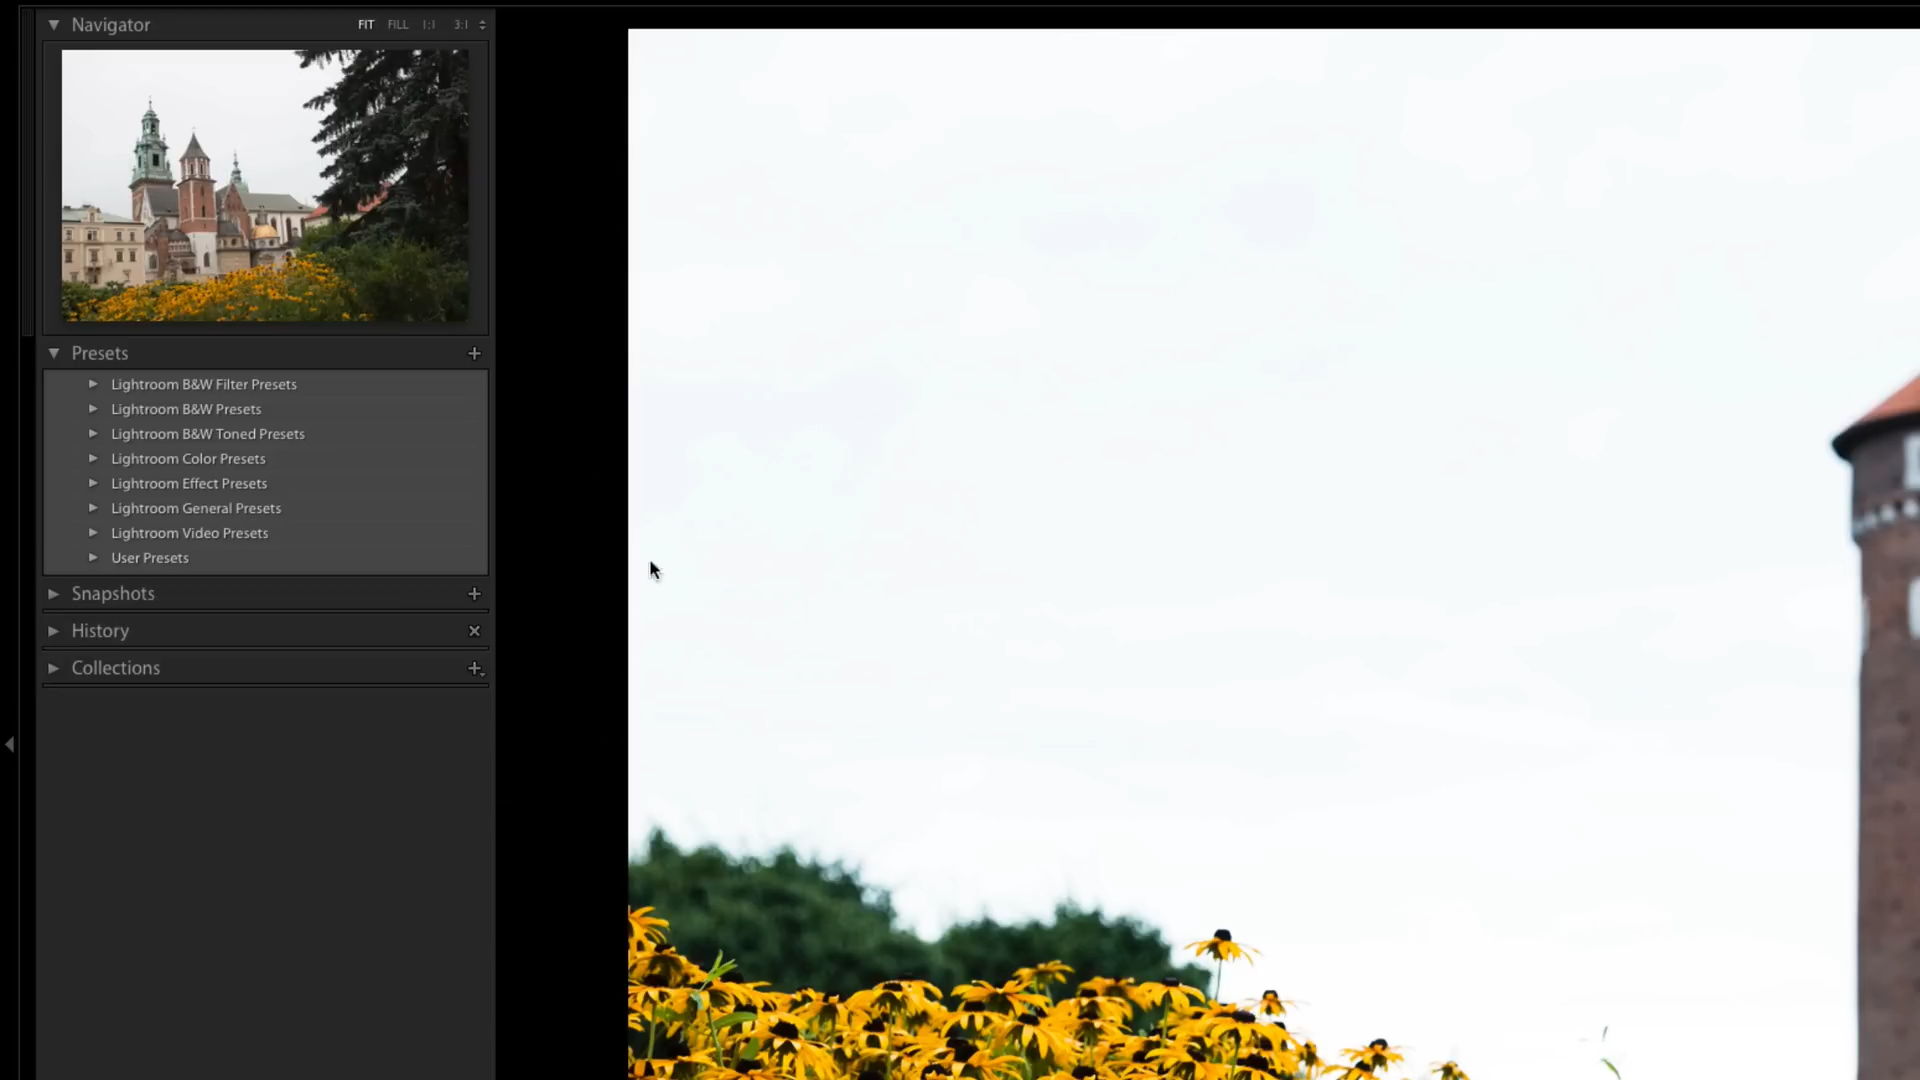 Navigator FIT FILL 1:1 3:1
Presets
Lightroom B&W Filter Presets
Lightroom B&W Presets
Lightroom B&W Toned Presets
Lightroom Color Presets
Lightroom Effect Presets
Lightroom General Presets
Lightroom Video Presets
User Presets
Snapshots
History
Collections